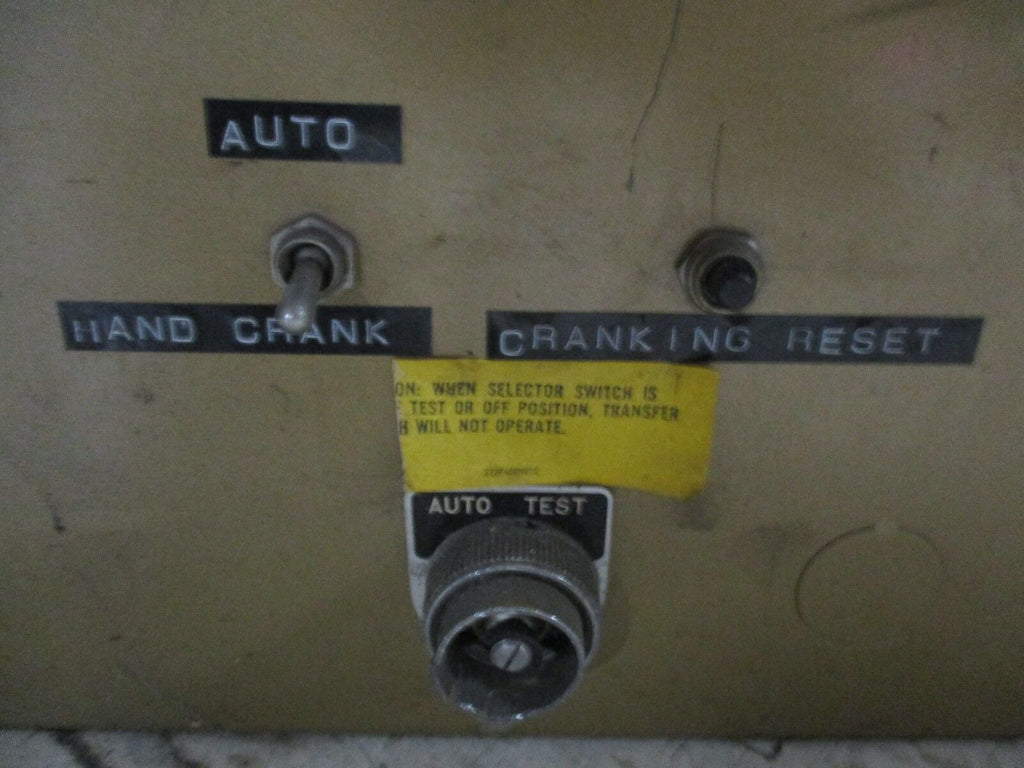 AUTO
HAND CRANK
CRANKING RESET
ON: WHEN SELECTOR SWITCH IS
TEST OR OFF POSITION, TRANSFER
H WILL NOT OPERATE.
AUTO TEST